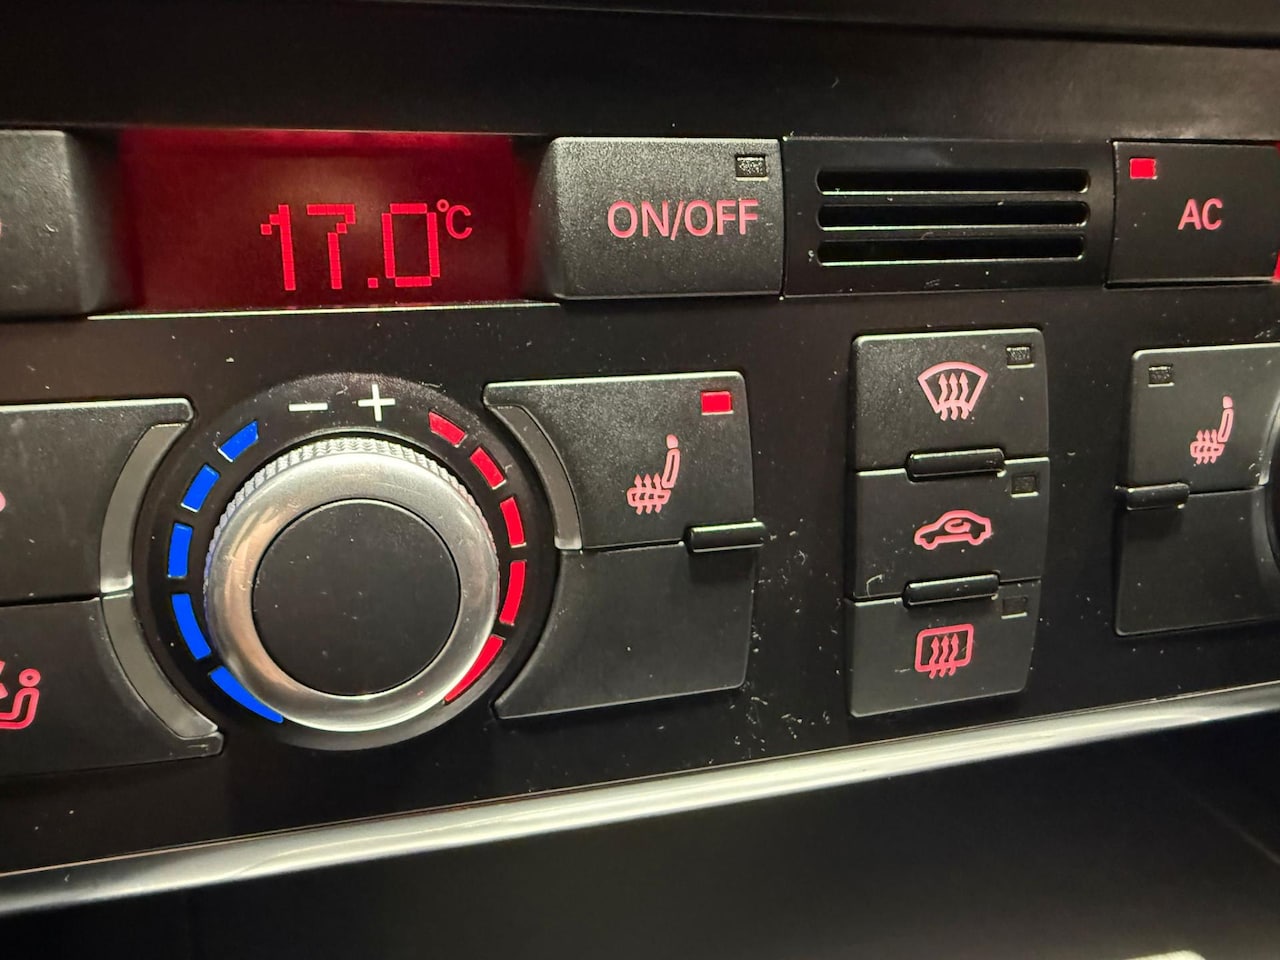 17.0°C
ON/OFF
AC
− +